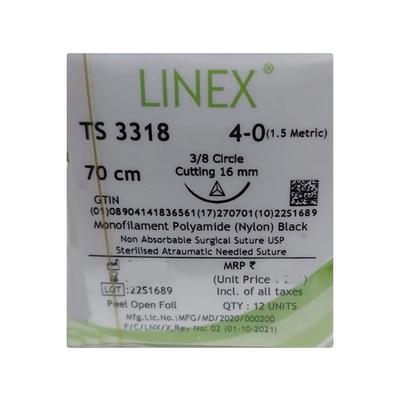 LINEX®
TS 3318 4-0 (1.5 Metric)
3/8 Circle
70 cm Cutting 16 mm
GTIN
(01)08904141836561(17)270701(10)22S1689
Monofilament Polyamide (Nylon) Black
Non Absorbable Surgical Suture USP
Sterilised Atraumatic Needled Suture
MRP ₹
(Unit Price
LOT :22S1689 Incl. of all taxes
Peel Open Foil QTY : 12 UNITS
Mfg.Lic.No.:MFG/MD/2020/000200
F/C/LNX/X,Rev No: 02 (01-10-2021)